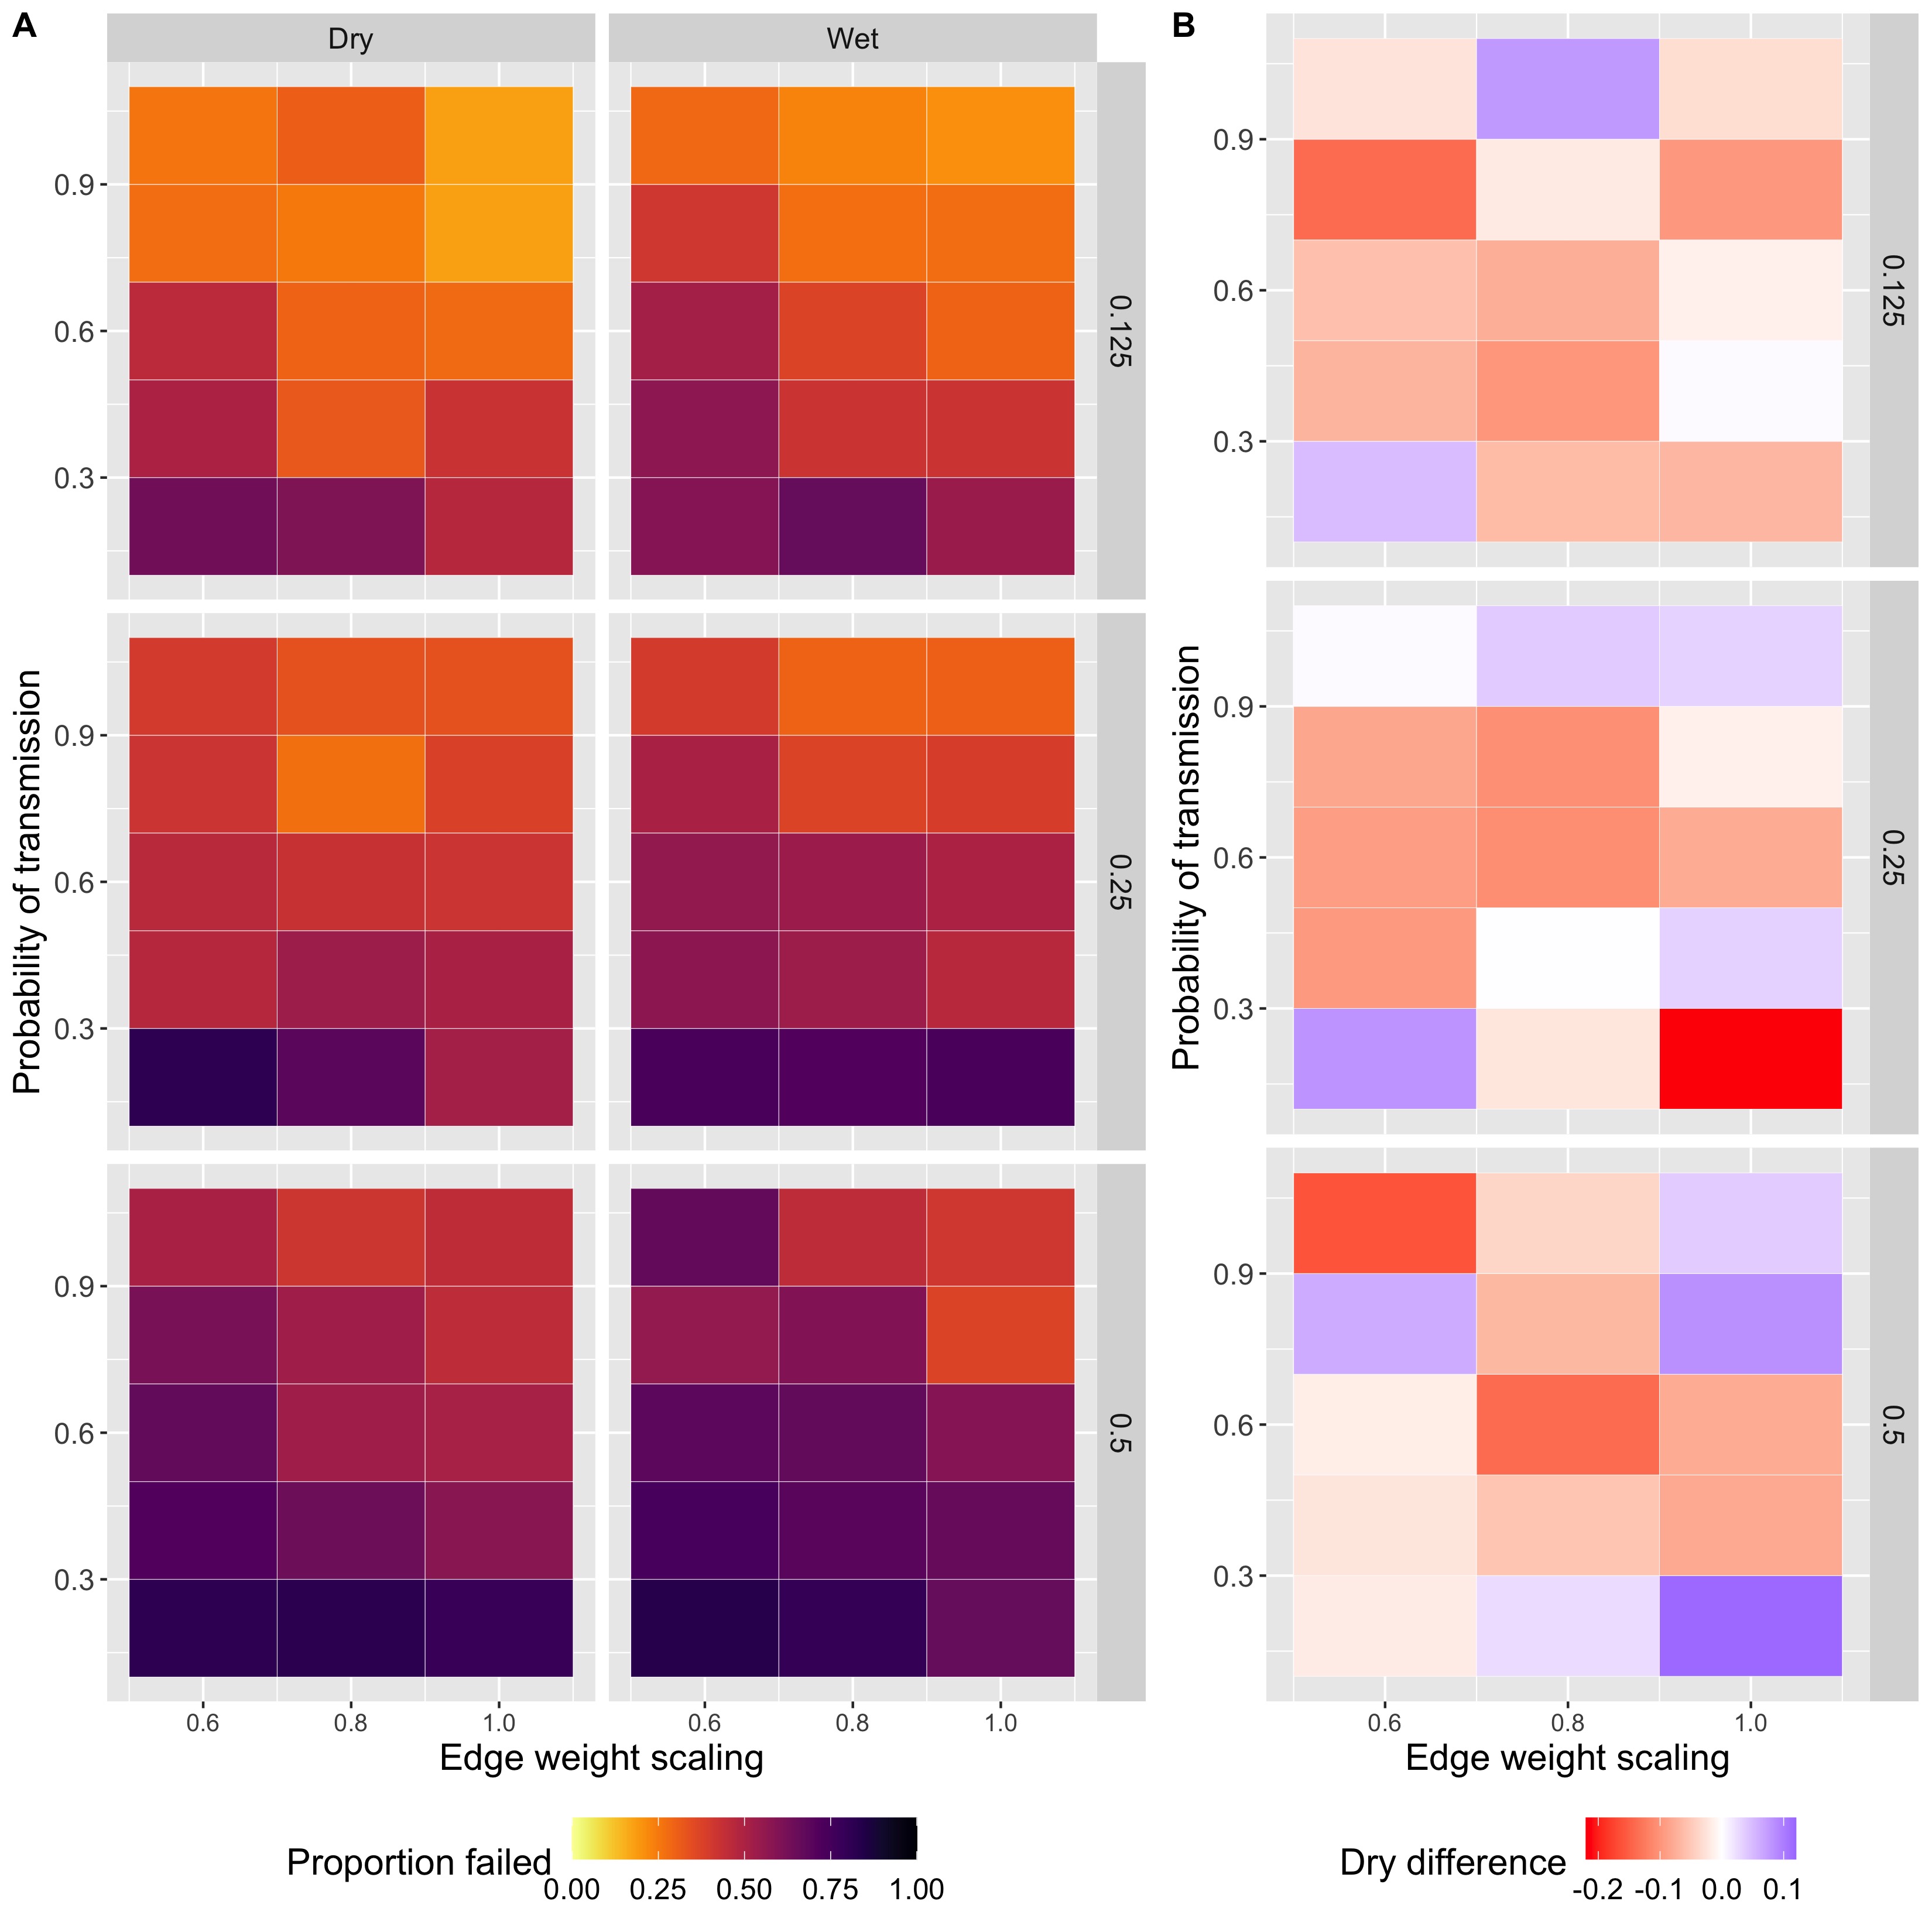 A
Dry
Wet
B
0.9
0.6
0.3
0.125
0.9
0.6
0.3
0.125
Probability of transmission
0.9
0.6
0.3
0.25
Probability of transmission
0.9
0.6
0.3
0.25
0.9
0.6
0.3
0.5
0.9
0.6
0.3
0.5
0.6 0.8 1.0
0.6 0.8 1.0
0.6 0.8 1.0
Edge weight scaling
Edge weight scaling
Proportion failed
0.00 0.25 0.50 0.75 1.00
Dry difference
-0.2 -0.1 0.0 0.1